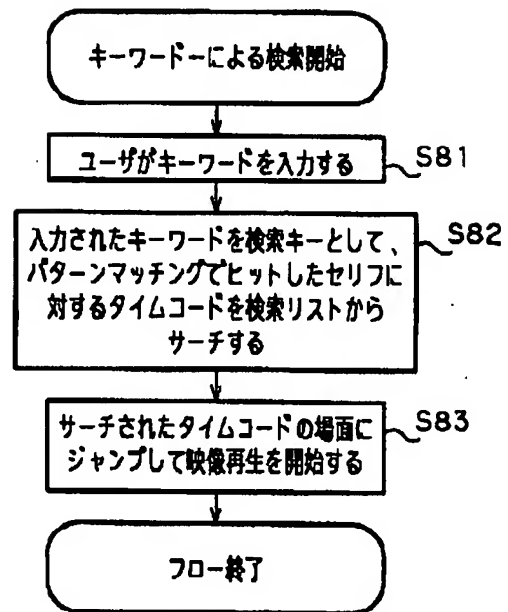 キーワードーによる検索開始
ユーザがキーワードを入力する
S81
入力されたキーワードを検索キーとして、
S82
パターンマッチングでヒットしたセリフに
対するタイムコードを検索リストから
サーチする
サーチされたタイムコードの場面に
S83
ジャンプして映像再生を開始する
フロー終了